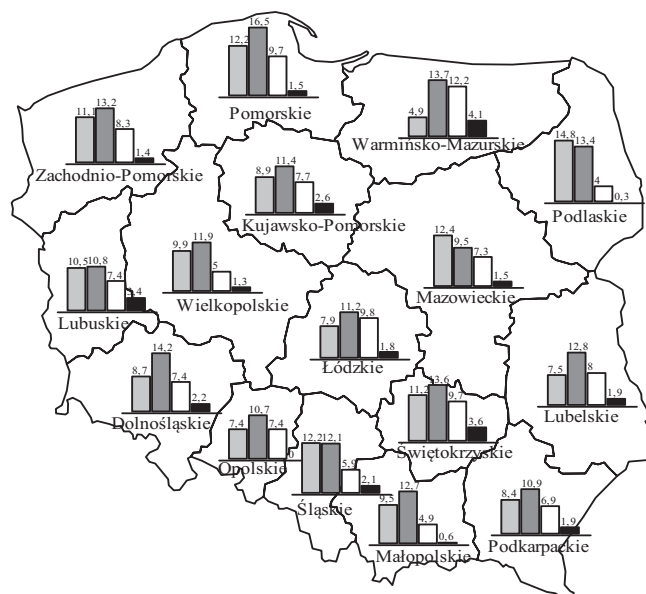 12,2 16,5 9,7 1,5
Pomorskie
11,1 13,2 8,3 1,4
Zachodnio-Pomorskie
4,9 13,7 12,2 4,1
Warmińsko-Mazurskie
14,8 13,4 4 0,3
Podlaskie
8,9 11,4 7,7 2,6
Kujawsko-Pomorskie
12,4 9,5 7,3 1,5
Mazowieckie
9,9 11,9 5 1,3
Wielkopolskie
10,5 10,8 7,4
Lubuskie
7,9 11,2 9,8 1,8
Łódzkie
8,7 14,2 7,4 2,2
Dolnośląskie
7,5 12,8 8 1,9
Lubelskie
11,2 13,6 9,7 3,6
Świętokrzyskie
7,4 10,7 7,4 0
Opolskie
12,2 12,1 5,9 2,1
Śląskie
9,5 12,7 4,9 0,6
Małopolskie
8,4 10,9 6,9 1,9
Podkarpackie